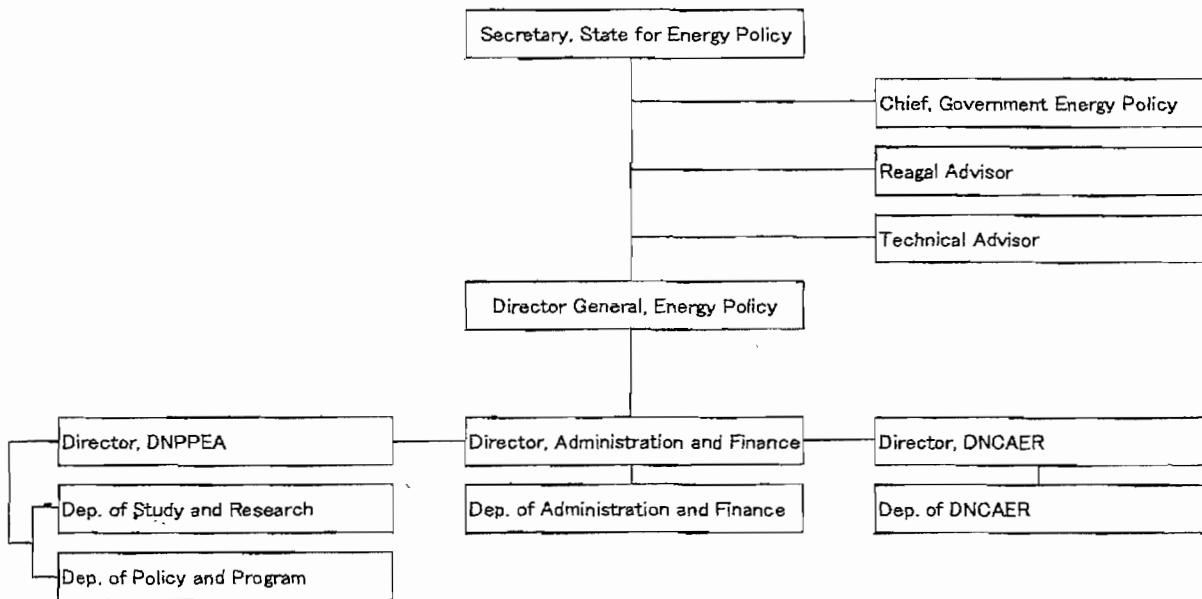 Secretary, State for Energy Policy
Chief, Government Energy Policy
Reagal Advisor
Technical Advisor
Director General, Energy Policy
Director, DNPPEA
Director, Administration and Finance
Director, DNCAER
Dep. of Study and Research
Dep. of Administration and Finance
Dep. of DNCAER
Dep. of Policy and Program